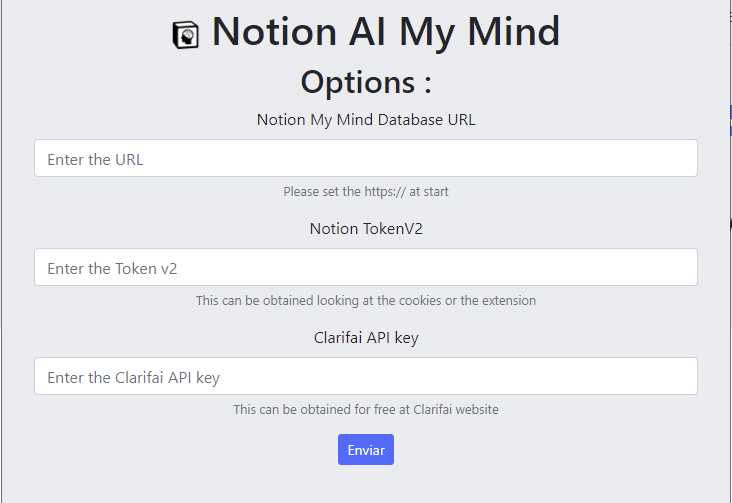 Notion AI My Mind
Options :
Notion My Mind Database URL
Enter the URL
Please set the https:// at start
Notion TokenV2
Enter the Token v2
This can be obtained looking at the cookies or the extension
Clarifai API key
Enter the Clarifai API key
This can be obtained for free at Clarifai website
Enviar